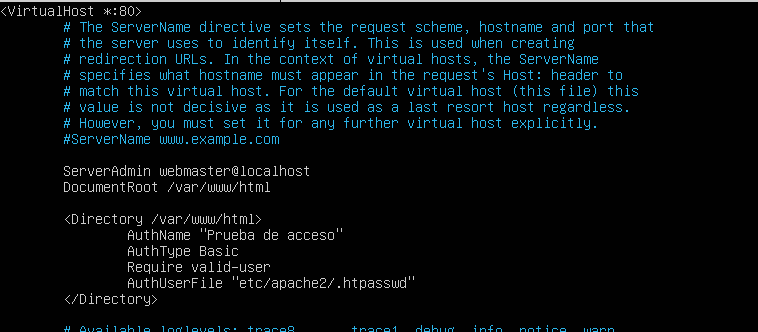 <VirtualHost *:80>
# The ServerName directive sets the request scheme, hostname and port that
# the server uses to identify itself. This is used when creating
# redirection URLs. In the context of virtual hosts, the ServerName
# specifies what hostname must appear in the request's Host: header to
# match this virtual host. For the default virtual host (this file) this
# value is not decisive as it is used as a last resort host regardless.
# However, you must set it for any further virtual host explicitly.
#ServerName www.example.com
ServerAdmin webmaster@localhost
DocumentRoot /var/www/html
<Directory /var/www/html>
AuthName "Prueba de acceso"
AuthType Basic
Require valid-user
AuthUserFile "etc/apache2/.htpasswd"
</Directory>
# Available loglevels: trace8, ..., trace1, debug, info, notice, warn,